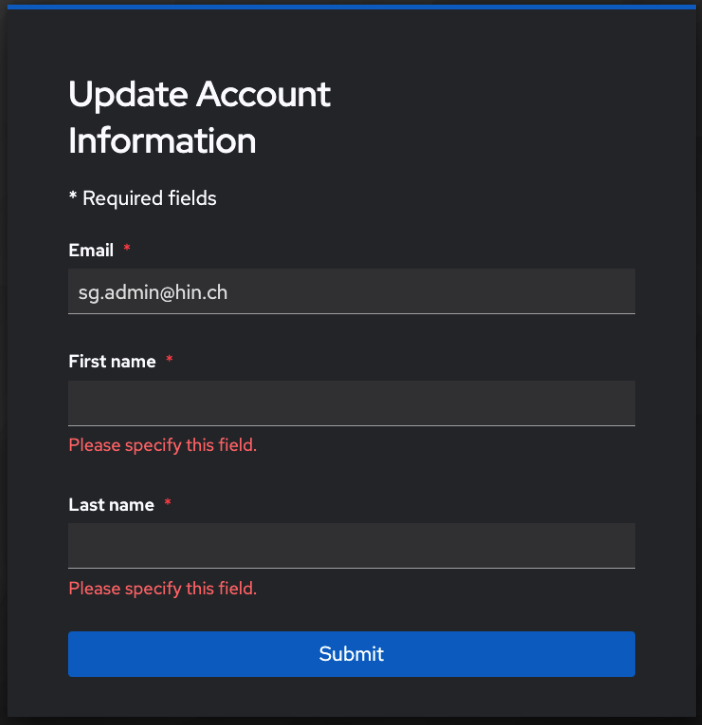 Update Account
Information
* Required fields
Email *
sg.admin@hin.ch
First name *
Please specify this field.
Last name *
Please specify this field.
Submit